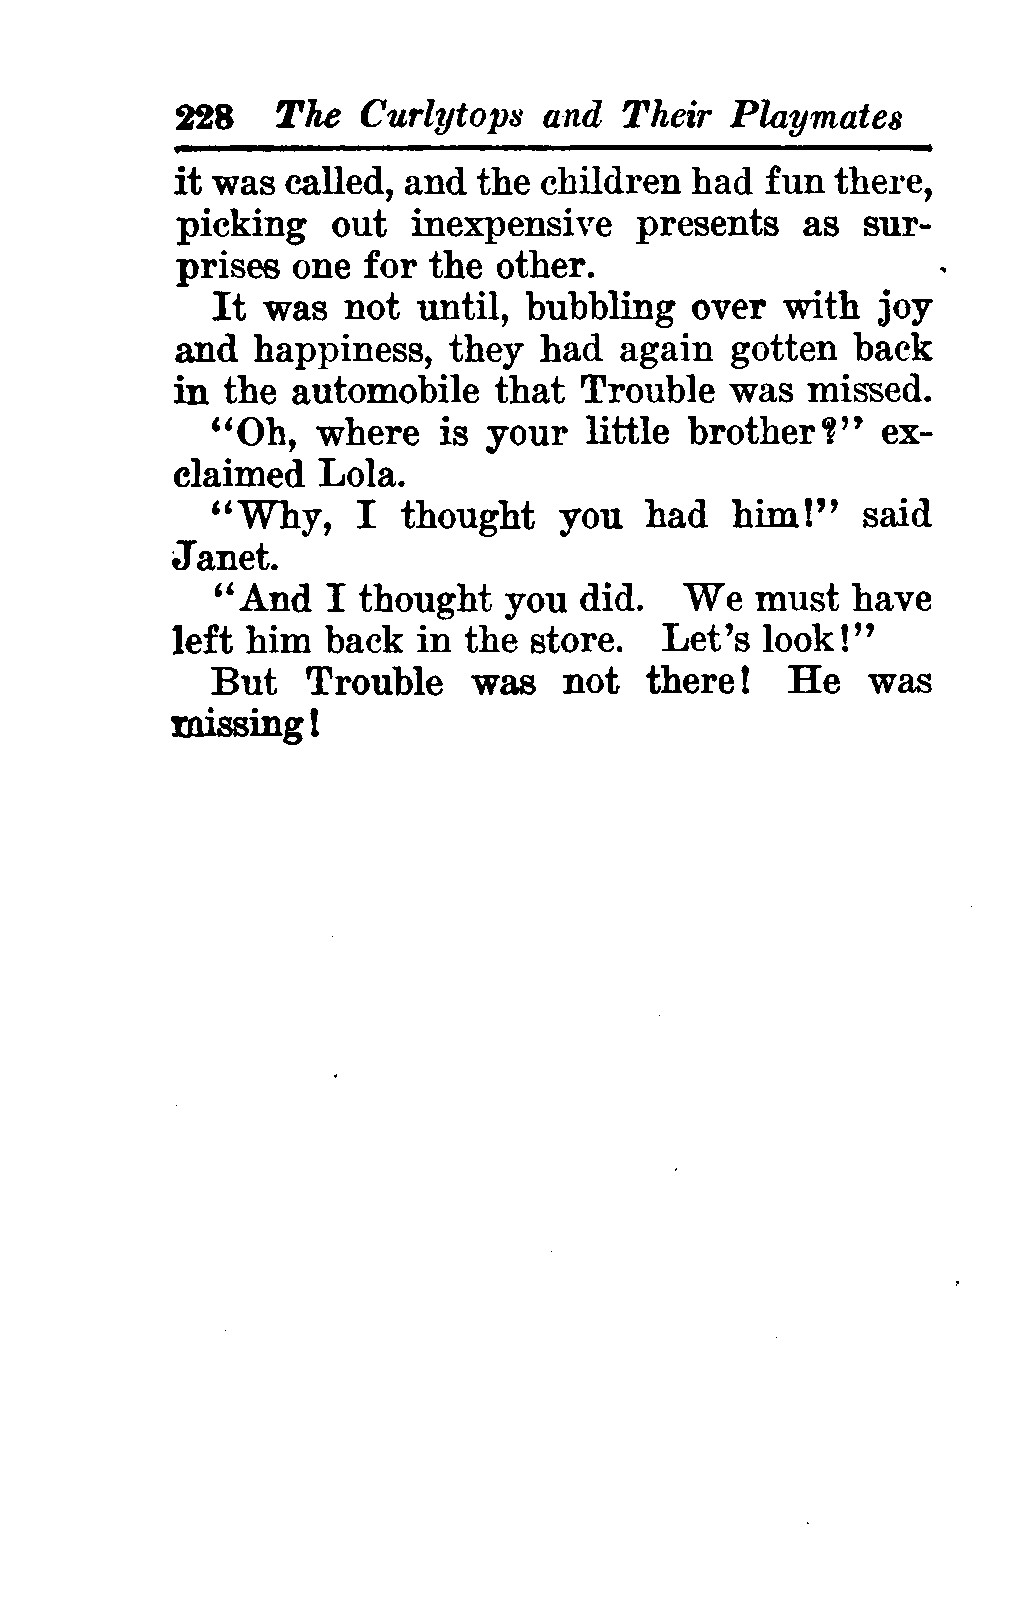 228 The Curlytops and Their Playmates
it was called, and the children had fun there,
picking out inexpensive presents as sur-
prises one for the other.
It was not until, bubbling over with joy
and happiness, they had again gotten back
in the automobile that Trouble was missed.
“Oh, where is your little brother?” ex-
claimed Lola.
“Why, I thought you had him!” said
Janet.
“And I thought you did. We must have
left him back in the store. Let’s look!”
But Trouble was not there! He was
missing!